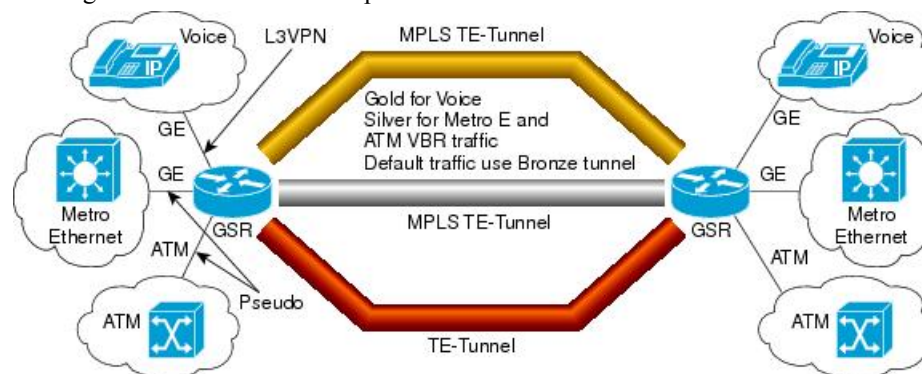 Voice
IP
L3VPN
MPLS TE-Tunnel
Voice
IP
GE
GE
Gold for Voice
Silver for Metro E and
ATM VBR traffic
Default traffic use Bronze tunnel
GE
GE
Metro
Ethernet
GSR
MPLS TE-Tunnel
GSR
Metro
Ethernet
ATM
ATM
Pseudo
ATM
TE-Tunnel
ATM